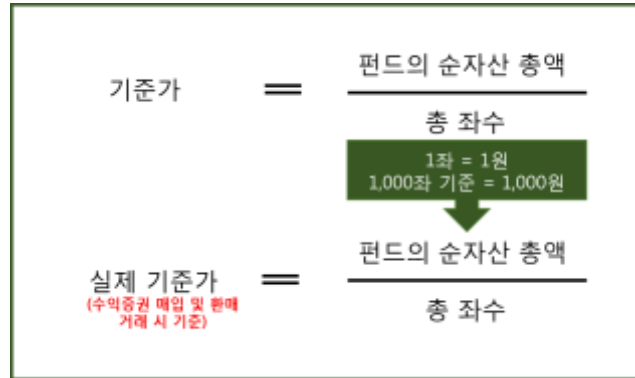 펀드의 순자산 총액
기준가 =
총 좌수
1좌 = 1원
1,000좌 기준 = 1,000원
펀드의 순자산 총액
실제 기준가 =
(수익증권 매입 및 환매
거래 시 기준)
총 좌수